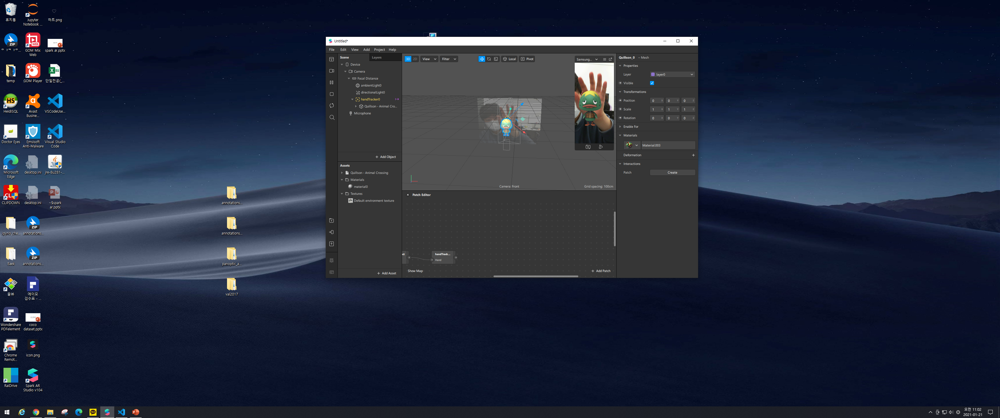 휴지통
Jupyter
Notebook ...
하트.png
GOM Mix
Web
spark ar.pptx
temp
GOM Player
단일전공(_...
HeidiSQL
Avast
Busine...
VSCodeUse...
Doctor Eyes
Emsisoft
Anti-Malware
Visual Studio
Code
Microsoft
Edge
desktop.ini
jre-8u281-...
CLIPDOWN
desktop.ini
~$spark
ar.pptx
.ipynb_che...
annotations...
Baek
annotations...
꿀뷰
에이모
검수표 - ...
Wondershare
PDFelement
coco
dataset.pptx
Chrome
Remot...
icon.png
RaiDrive
Spark AR
Studio v104
annotations...
annotations...
panoptic_a...
val2017
Untitled*
File Edit View Add Project Help
Scene
Layers
Device
Camera
Focal Distance
ambientLight0
directionalLight0
handTracker0
Quillson - Animal Cro...
Microphone
+ Add Object
Assets
Quillson - Animal Crossing
Materials
material0
Textures
Default environment texture
+ Add Asset
3D 2D View Filter Local Pivot
Samsung...
Camera: Front
Grid spacing: 100cm
Patch Editor
ct
handTrack...
Hand
Show Map
+ Add Patch
Quillson_0 – Mesh
Properties
Layer layer0
Visible
Transformations
Position 0 X 0 Y 0 Z
Scale 1 X 1 Y 1 Z
Rotation 0 X 0 Y 0 Z
Enable For
Materials
Material.003
Deformation +
Interactions
Patch Create
오전 11:02
2021-01-21